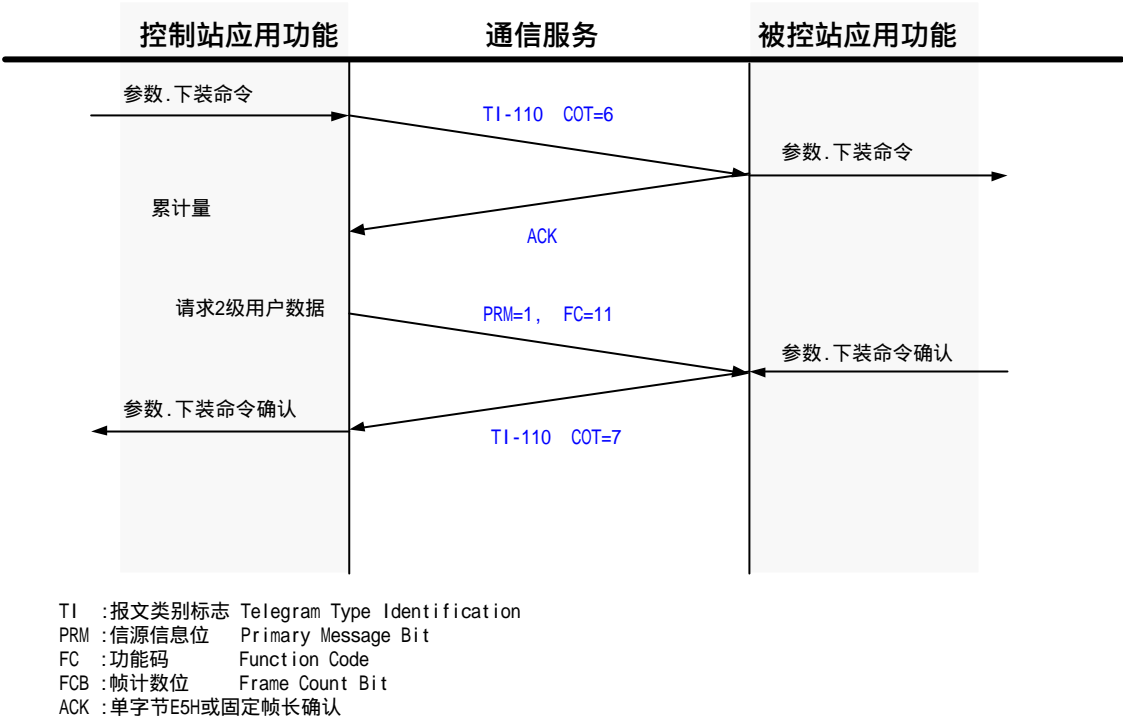 控制站应用功能 通信服务 被控站应用功能
参数.下装命令
TI-110 COT=6
参数.下装命令
累计量
ACK
请求2级用户数据
PRM=1, FC=11
参数.下装命令确认
参数.下装命令确认
TI-110 COT=7
TI :报文类别标志 Telegram Type Identification
PRM :信源信息位 Primary Message Bit
FC :功能码 Function Code
FCB :帧计数位 Frame Count Bit
ACK :单字节E5H或固定帧长确认